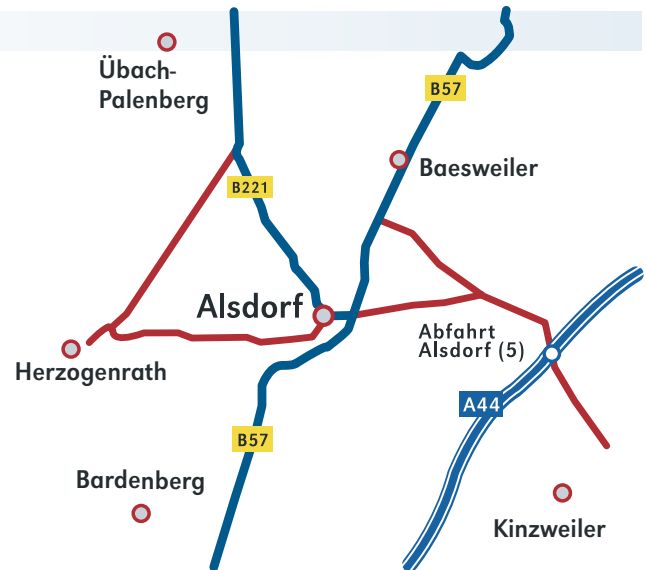 Übach-
Palenberg
B57
Baesweiler
B221
Alsdorf
Abfahrt
Alsdorf (5)
Herzogenrath
A44
B57
Bardenberg
Kinzweiler